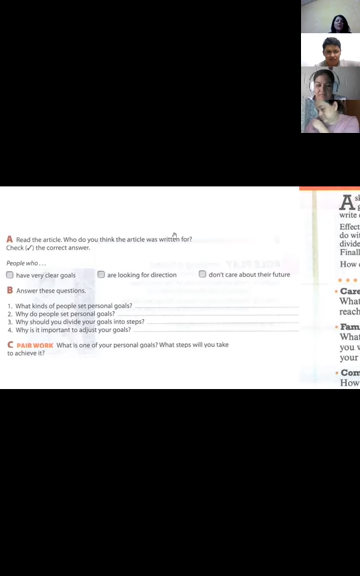 A Read the article. Who do you think the article was written for?
Check (✓) the correct answer.
People who . . .
have very clear goals
are looking for direction
don't care about their future
B Answer these questions.
1. What kinds of people set personal goals?
2. Why do people set personal goals?
3. Why should you divide your goals into steps?
4. Why is it important to adjust your goals?
C PAIR WORK What is one of your personal goals? What steps will you take
to achieve it?
A
write
Effect
do wit
divide
Finall
How
• Care
What
reach
• Fam
What
you
your
• Com
How